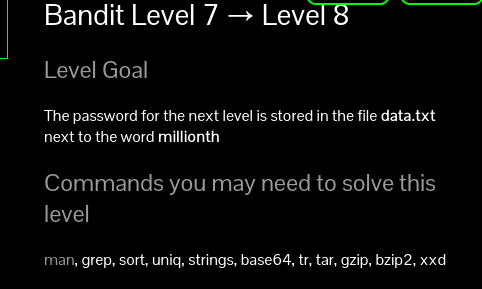 Bandit Level 7 → Level 8
Level Goal
The password for the next level is stored in the file data.txt
next to the word millionth
Commands you may need to solve this
level
man, grep, sort, uniq, strings, base64, tr, tar, gzip, bzip2, xxd